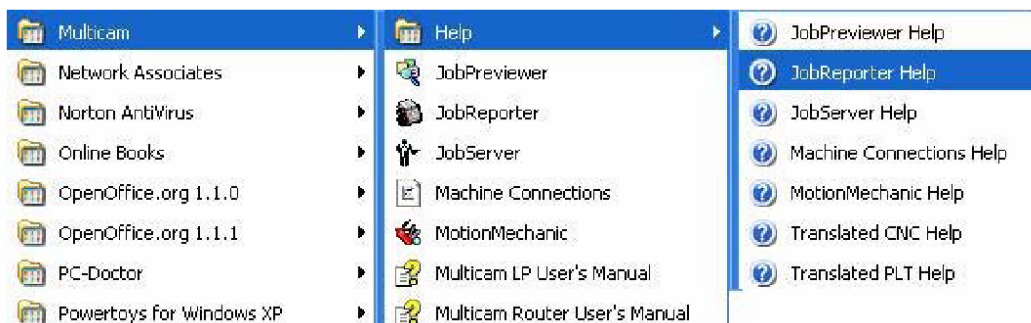 Multicam
Network Associates
Norton AntiVirus
Online Books
OpenOffice.org 1.1.0
OpenOffice.org 1.1.1
PC-Doctor
Powertoys for Windows XP
Help
JobPreviewer
JobReporter
JobServer
Machine Connections
MotionMechanic
Multicam LP User's Manual
Multicam Router User's Manual
JobPreviewer Help
JobReporter Help
JobServer Help
Machine Connections Help
MotionMechanic Help
Translated CNC Help
Translated PLT Help